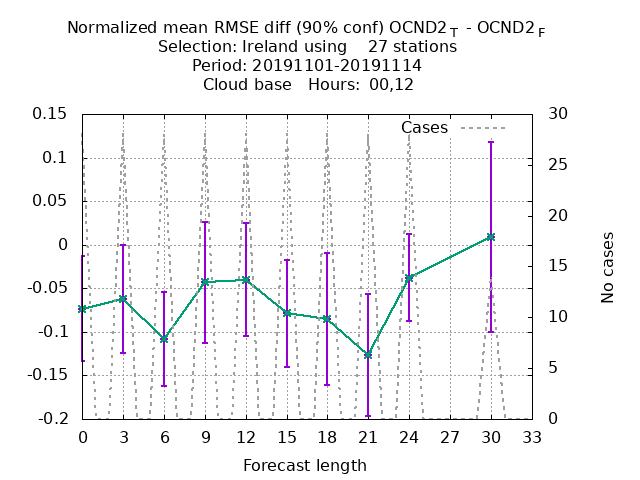 Normalized mean RMSE diff (90% conf) OCND2 T - OCND2 F
Selection: Ireland using 27 stations
Period: 20191101-20191114
Cloud base Hours: 00,12
Cases
0.15
0.1
0.05
0
-0.05
-0.1
-0.15
-0.2
30
25
20
15
10
5
0
No cases
0 3 6 9 12 15 18 21 24 27 30 33
Forecast length